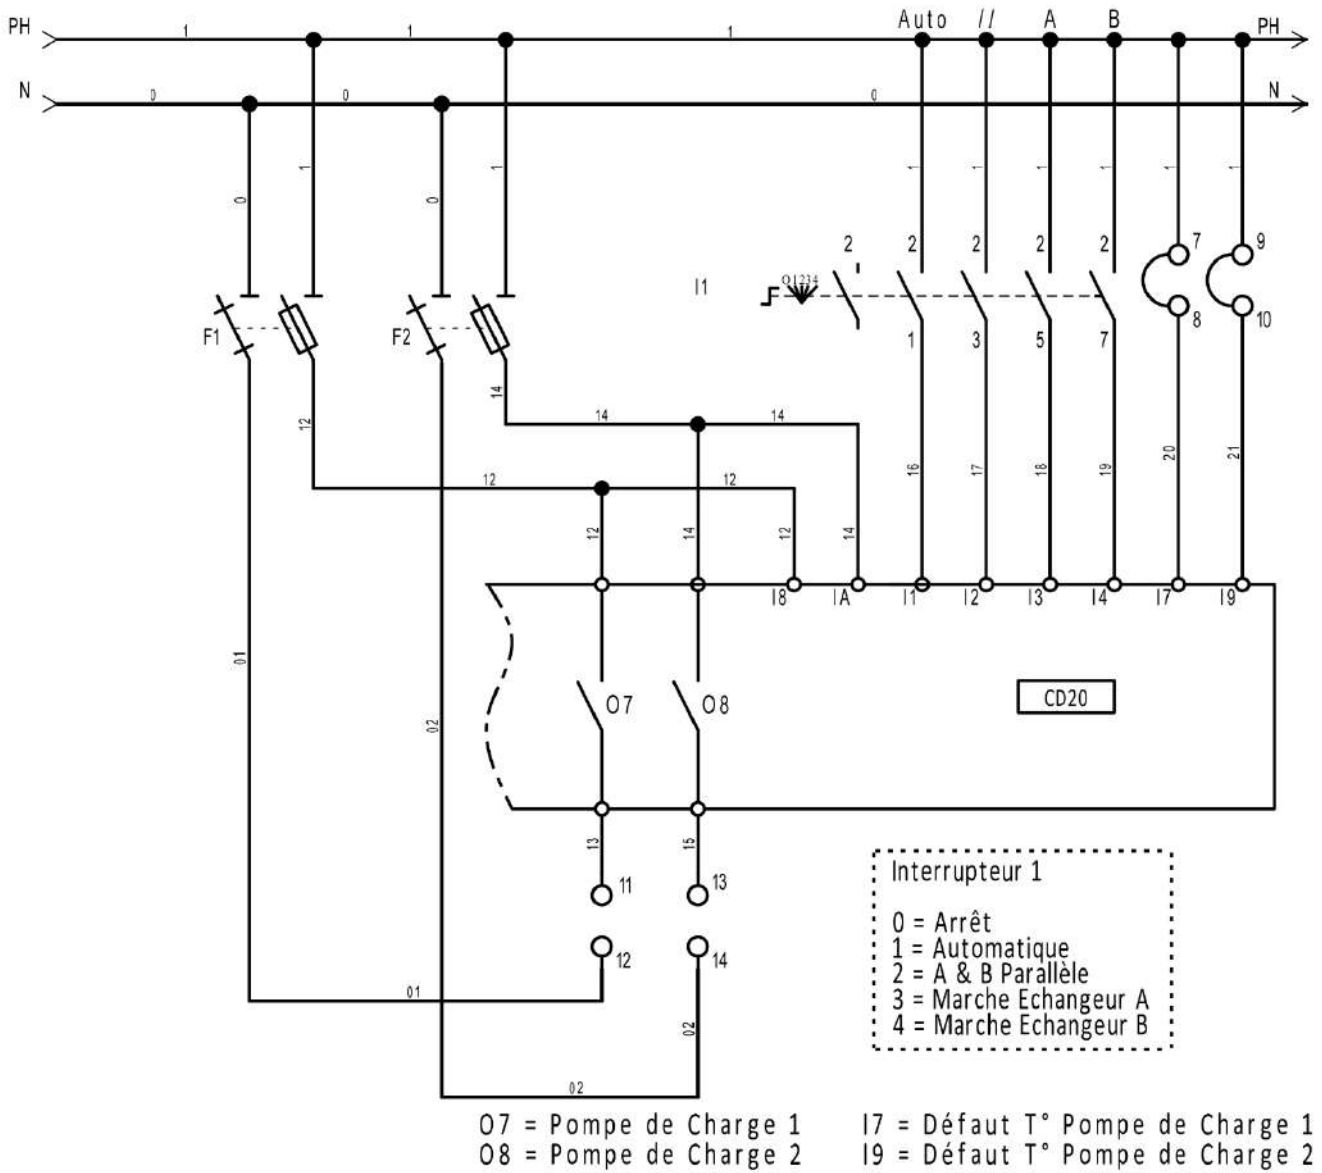 Auto // A B
PH 1 1 1 PH
N 0 0 0 N
0 1 0 1 1 1 1 1 1 1
2 2 2 2 2 7 9
I1 01234
F1 F2 1 3 5 7 8 10
12 14 14 14
16 17 18 19 20 21
12 12
12 14 12 14
I8 IA I1 I2 I3 I4 I7 I9
01 02
O7 O8 CD20
13 15
11 13
12 14
01
02
02
Interrupteur 1
0 = Arrêt
1 = Automatique
2 = A & B Parallèle
3 = Marche Echangeur A
4 = Marche Echangeur B
O7 = Pompe de Charge 1 I7 = Défaut T° Pompe de Charge 1
O8 = Pompe de Charge 2 I9 = Défaut T° Pompe de Charge 2